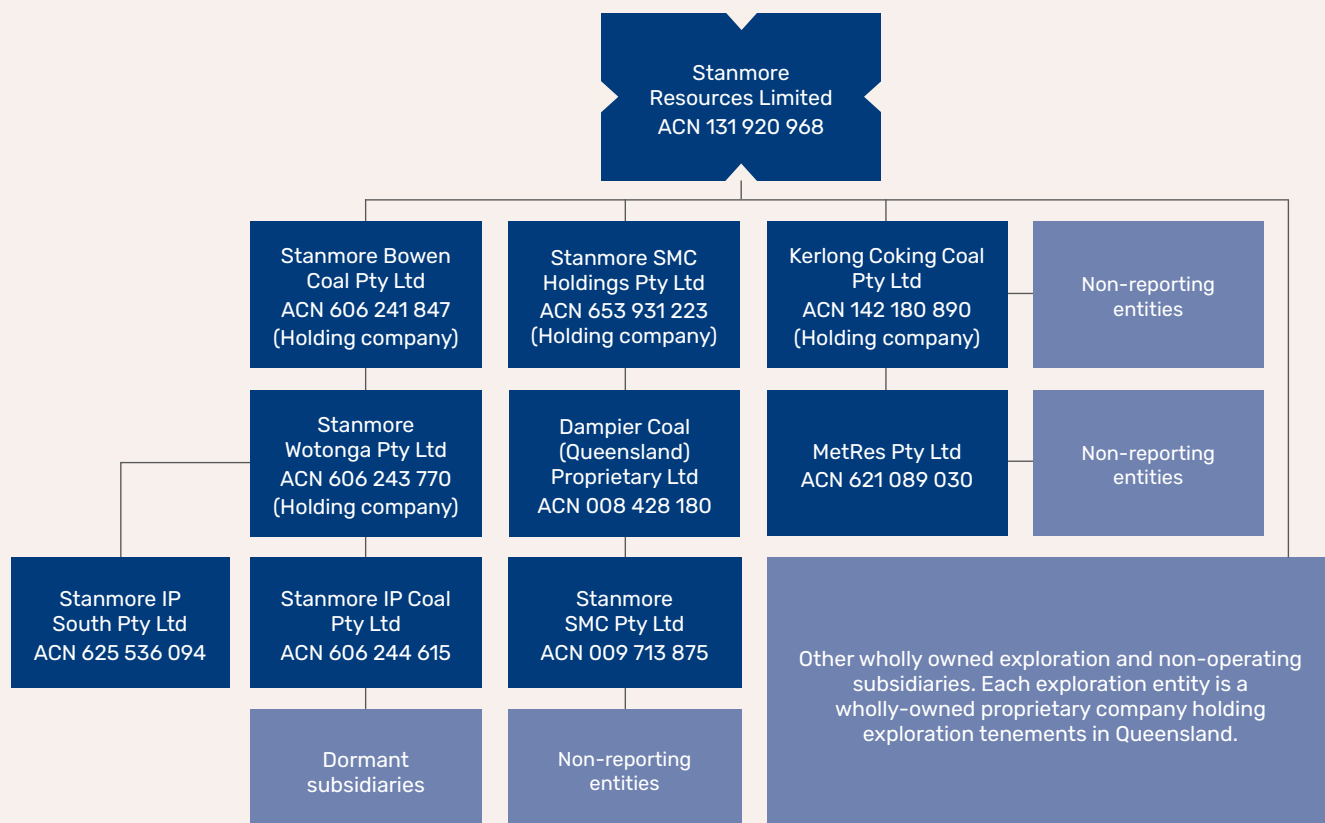 Stanmore
Resources Limited
ACN 131 920 968
Stanmore Bowen
Coal Pty Ltd
ACN 606 241 847
(Holding company)
Stanmore SMC
Holdings Pty Ltd
ACN 653 931 223
(Holding company)
Kerlong Coking Coal
Pty Ltd
ACN 142 180 890
(Holding company)
Non-reporting
entities
Stanmore
Wotonga Pty Ltd
ACN 606 243 770
(Holding company)
Dampier Coal
(Queensland)
Proprietary Ltd
ACN 008 428 180
MetRes Pty Ltd
ACN 621 089 030
Non-reporting
entities
Stanmore IP
South Pty Ltd
ACN 625 536 094
Stanmore IP Coal
Pty Ltd
ACN 606 244 615
Stanmore
SMC Pty Ltd
ACN 009 713 875
Other wholly owned exploration and non-operating
subsidiaries. Each exploration entity is a
wholly-owned proprietary company holding
exploration tenements in Queensland.
Dormant
subsidiaries
Non-reporting
entities